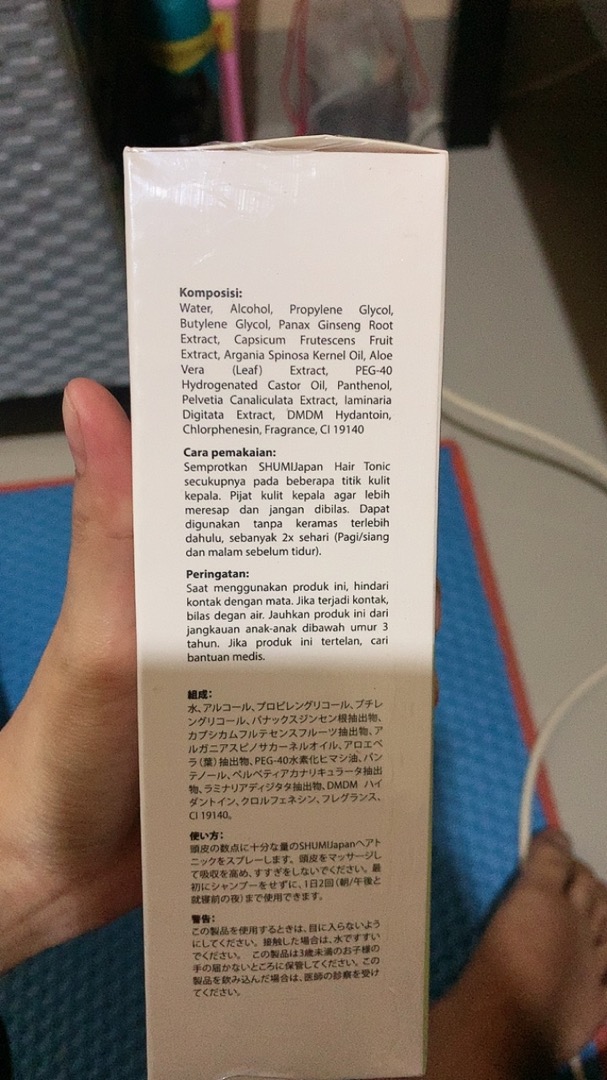 Komposisi:
Water, Alcohol, Propylene Glycol,
Butylene Glycol, Panax Ginseng Root
Extract, Capsicum Frutescens Fruit
Extract, Argania Spinosa Kernel Oil, Aloe
Vera (Leaf) Extract, PEG-40
Hydrogenated Castor Oil, Panthenol,
Pelvetia Canaliculata Extract, laminaria
Digitata Extract, DMDM Hydantoin,
Chlorphenesin, Fragrance, CI 19140
Cara pemakaian:
Semprotkan SHUMIJapan Hair Tonic
secukupnya pada beberapa titik kulit
kepala. Pijat kulit kepala agar lebih
meresap dan jangan dibilas. Dapat
digunakan tanpa keramas terlebih
dahulu, sebanyak 2x sehari (Pagi/siang
dan malam sebelum tidur).
Peringatan:
Saat menggunakan produk ini, hindari
kontak dengan mata. Jika terjadi kontak,
bilas degan air. Jauhkan produk ini dari
jangkauan anak-anak dibawah umur 3
tahun. Jika produk ini tertelan, cari
bantuan medis.
組成:
水、アルコール、プロピレングリコール、ブチレ
ングリコール、パナックスジンセン根抽出物、
カプシカムフルテセンスフルーツ抽出物、ア
ルガニアスピノサカーネルオイル、アロエベ
ラ(葉)抽出物、PEG-40水素化ヒマシ油、パン
テノール、ペルベティアカナリキュラータ抽出
物、ラミナリアディジタタ抽出物、DMDM ハイ
ダントイン、クロルフェネシン、フレグランス、
CI 19140。
使い方:
頭皮の数点に十分な量のSHUMIJapanヘアト
ニックをスプレーします、頭皮をマッサージし
て吸収を高め、すすぎをしないでください。最
初にシャンプーをせずに、1日2回(朝/午後と
就寝前の夜)まで使用できます。
警告:
この製品を使用するときは、目に入らないよう
にしてください。接触した場合は、水ですすい
でください。 この製品は3歳未満のお子様の
手の届かないところに保管してください。この
製品を飲み込んだ場合は、医師の診察を受け
てください。